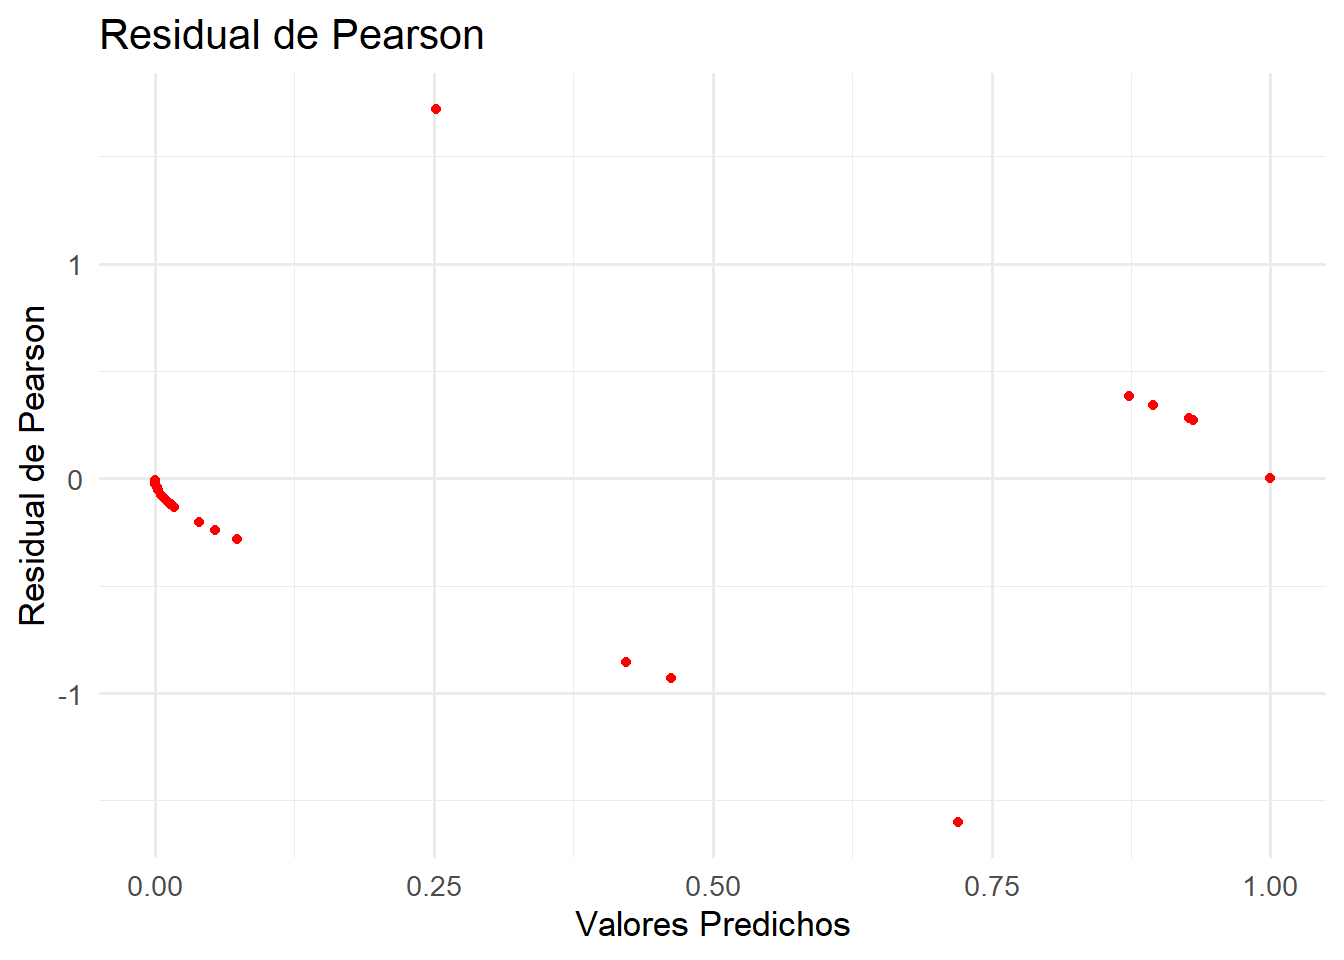 Residual de Pearson
Residual de Pearson
1
0
-1
0.00 0.25 0.50 0.75 1.00
Valores Predichos